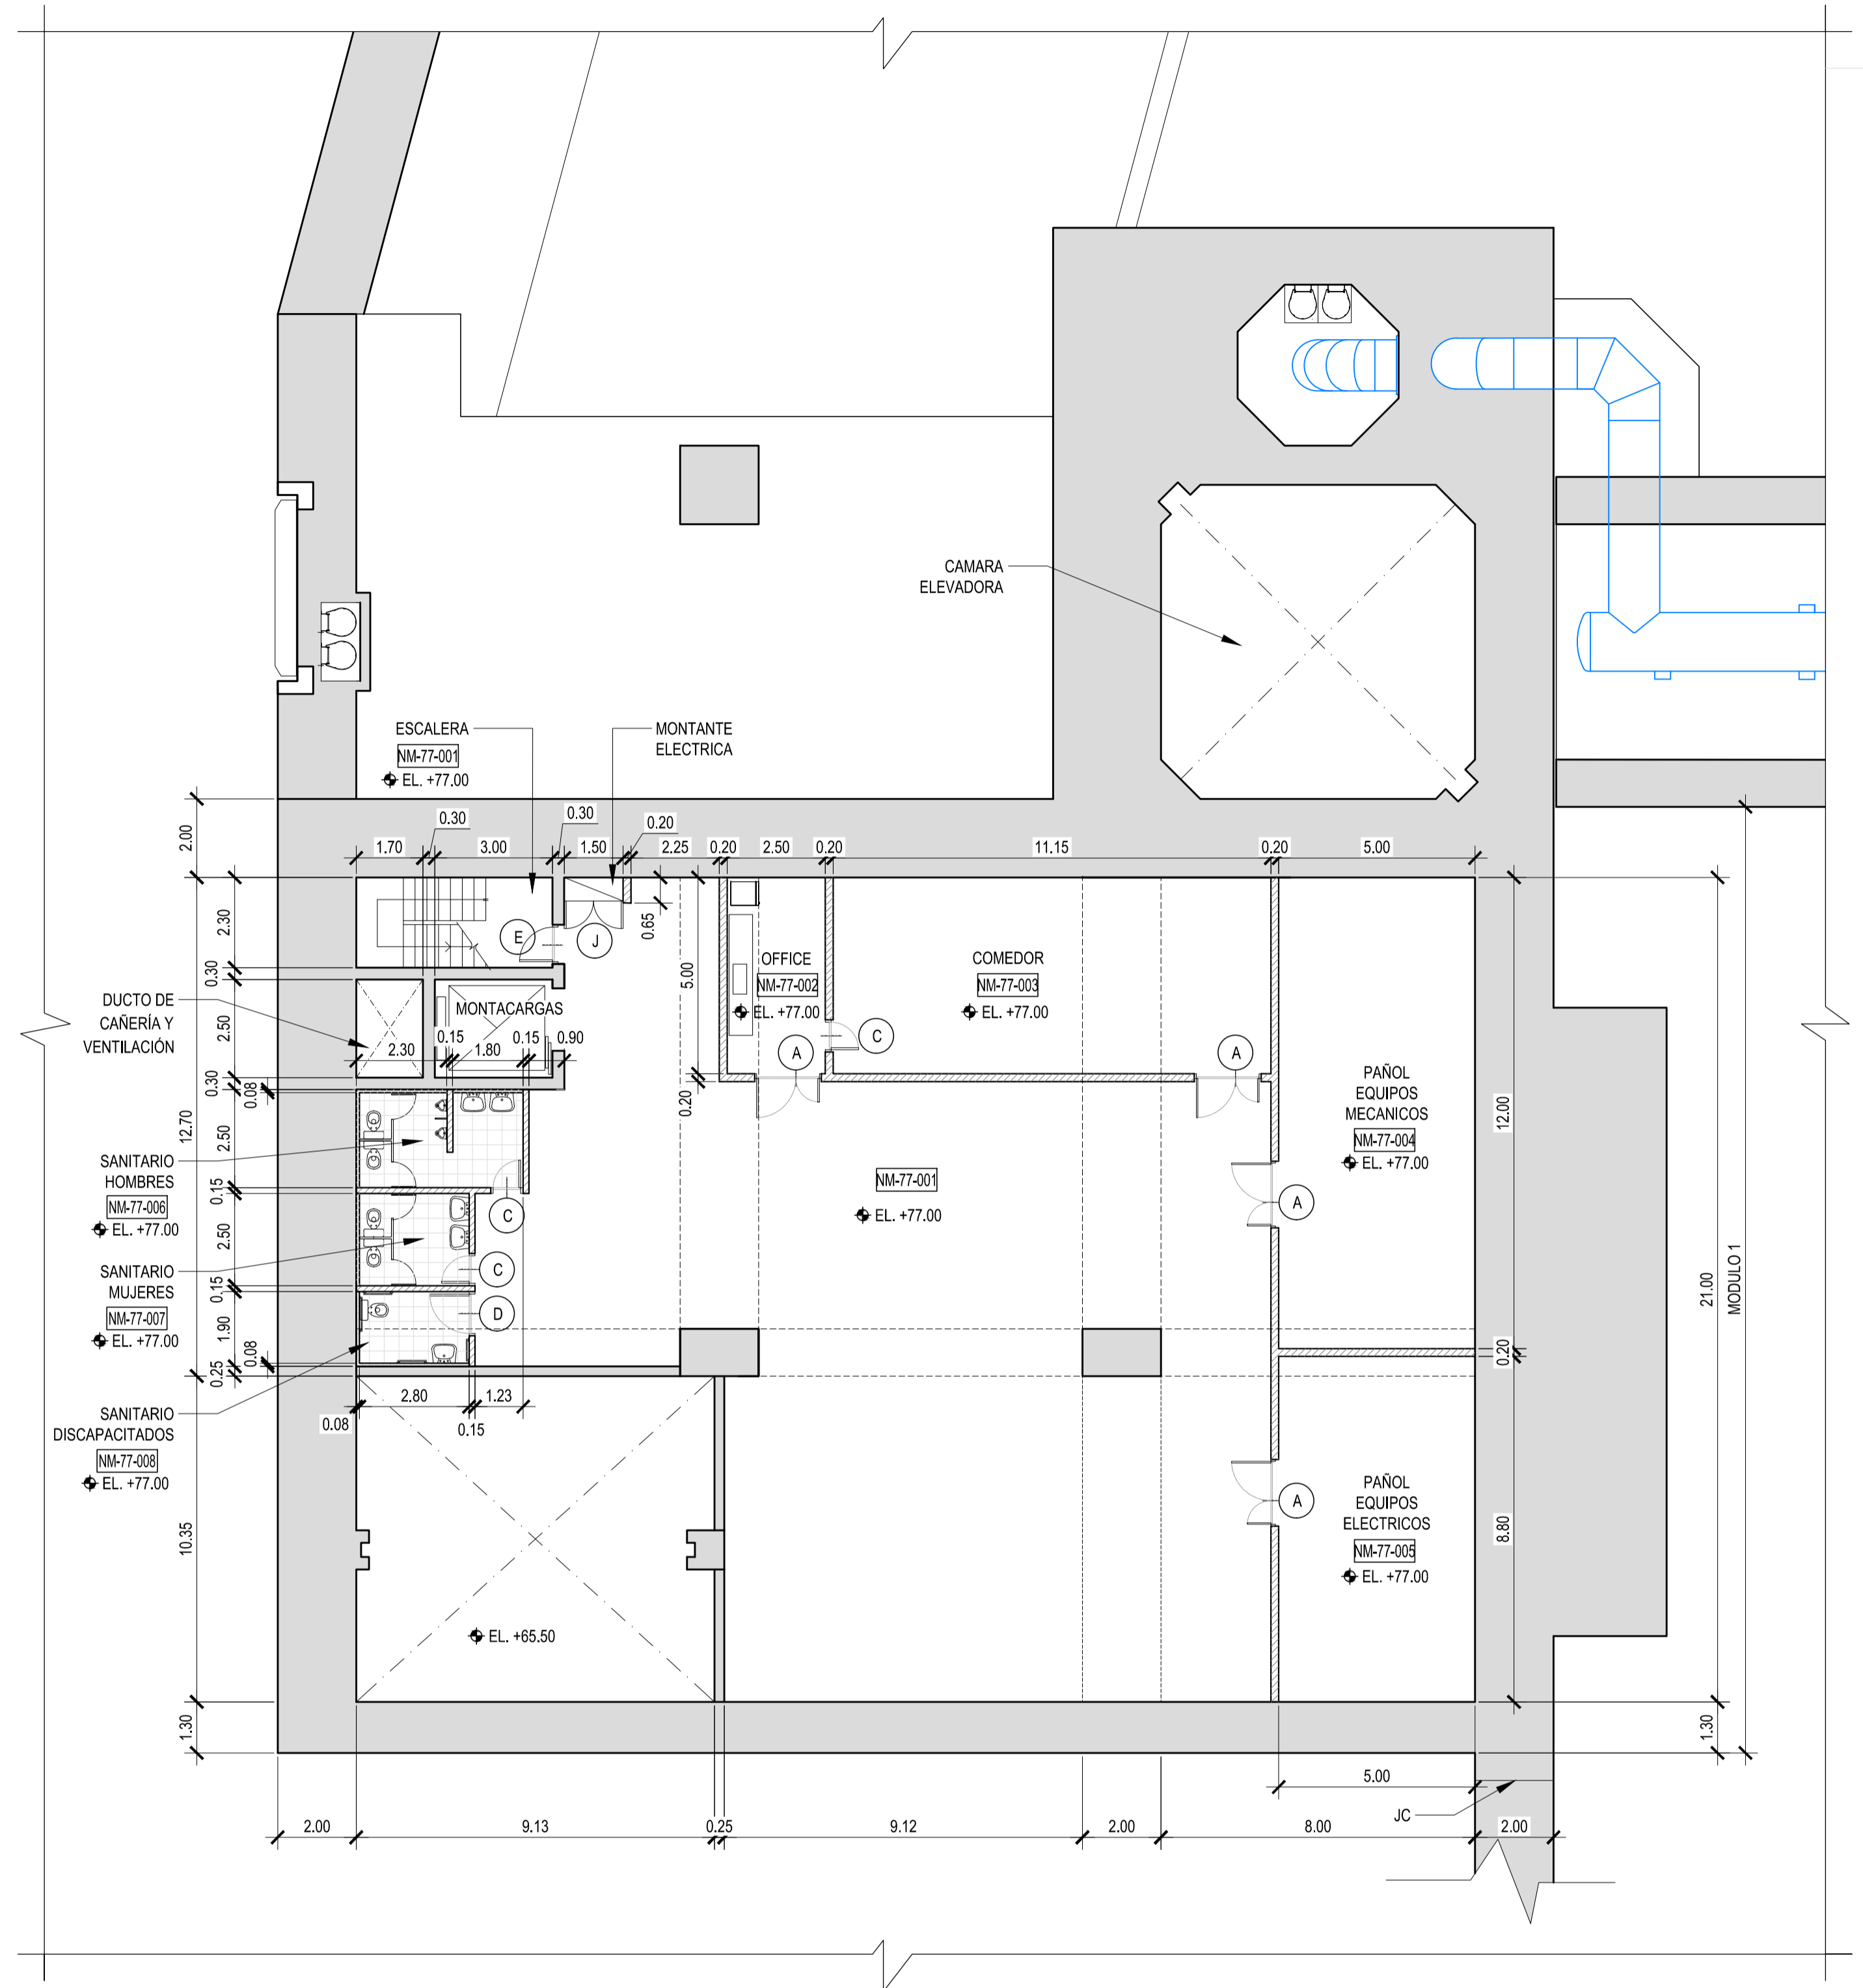 CAMARA
ELEVADORA
ESCALERA
NM-77-001
EL. +77.00
MONTANTE
ELECTRICA
2.00
0.30
0.30
0.20
1.70
3.00
1.50
2.25
0.20
2.50
0.20
11.15
0.20
5.00
2.30
E
J
0.65
5.00
OFFICE
NM-77-002
EL. +77.00
COMEDOR
NM-77-003
EL. +77.00
0.30
DUCTO DE
CAÑERÍA Y
VENTILACIÓN
2.50
MONTACARGAS
0.15
0.15
0.90
2.30
1.80
C
A
A
0.30
0.08
0.20
PAÑOL
EQUIPOS
MECANICOS
NM-77-004
EL. +77.00
12.00
12.70
2.50
SANITARIO
HOMBRES
NM-77-006
EL. +77.00
0.15
C
NM-77-001
EL. +77.00
A
2.50
SANITARIO
MUJERES
NM-77-007
EL. +77.00
C
0.15
D
1.90
0.08
0.25
21.00
MODULO 1
0.20
2.80
1.23
0.08
0.15
SANITARIO
DISCAPACITADOS
NM-77-008
EL. +77.00
A
PAÑOL
EQUIPOS
ELECTRICOS
NM-77-005
EL. +77.00
10.35
8.80
EL. +65.50
1.30
1.30
5.00
JC
2.00
9.13
0.25
9.12
2.00
8.00
2.00